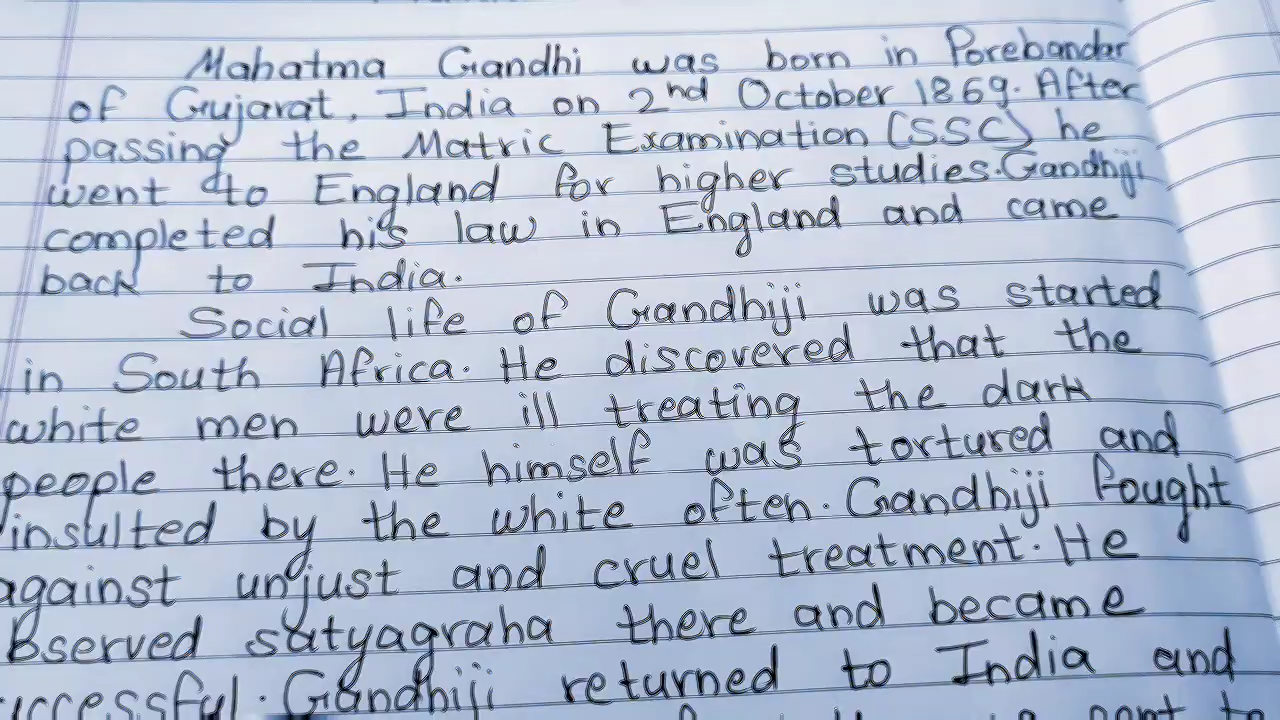 Mahatma Gandhi was born in Porebandar
of Gujarat, India on 2nd October 1869. After
passing the Matric Examination (SSC) he
went to England for higher studies. Gandhiji
completed his law in England and came
back to India.
Social life of Gandhiji was started
in South Africa. He discovered that the
white men were ill treating the dark
people there. He himself was tortured and
insulted by the white often. Gandhiji fought
against unjust and cruel treatment. He
Bserved satyagraha there and became
uccessful. Gandhiji returned to India and
to